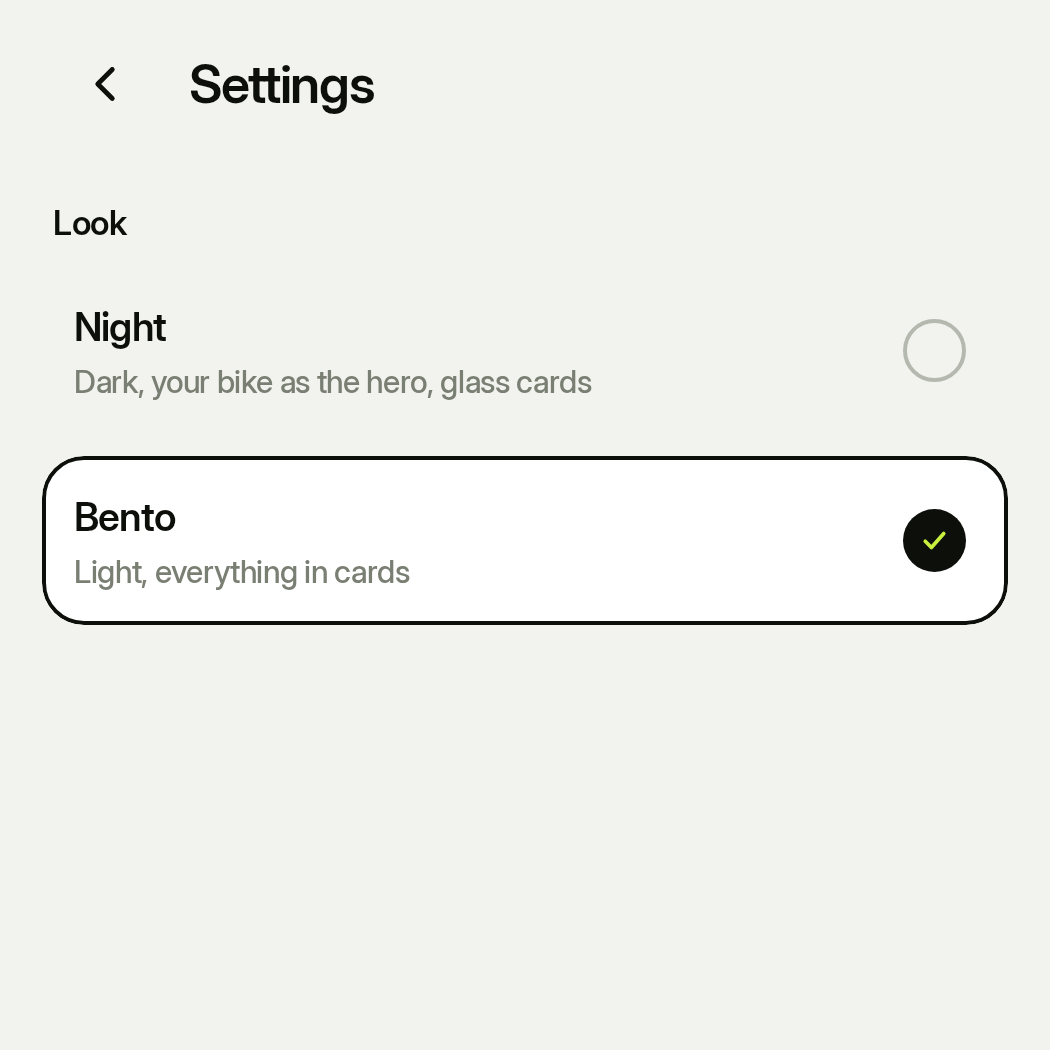 Settings
Look
Night
Dark, your bike as the hero, glass cards
Bento
Light, everything in cards